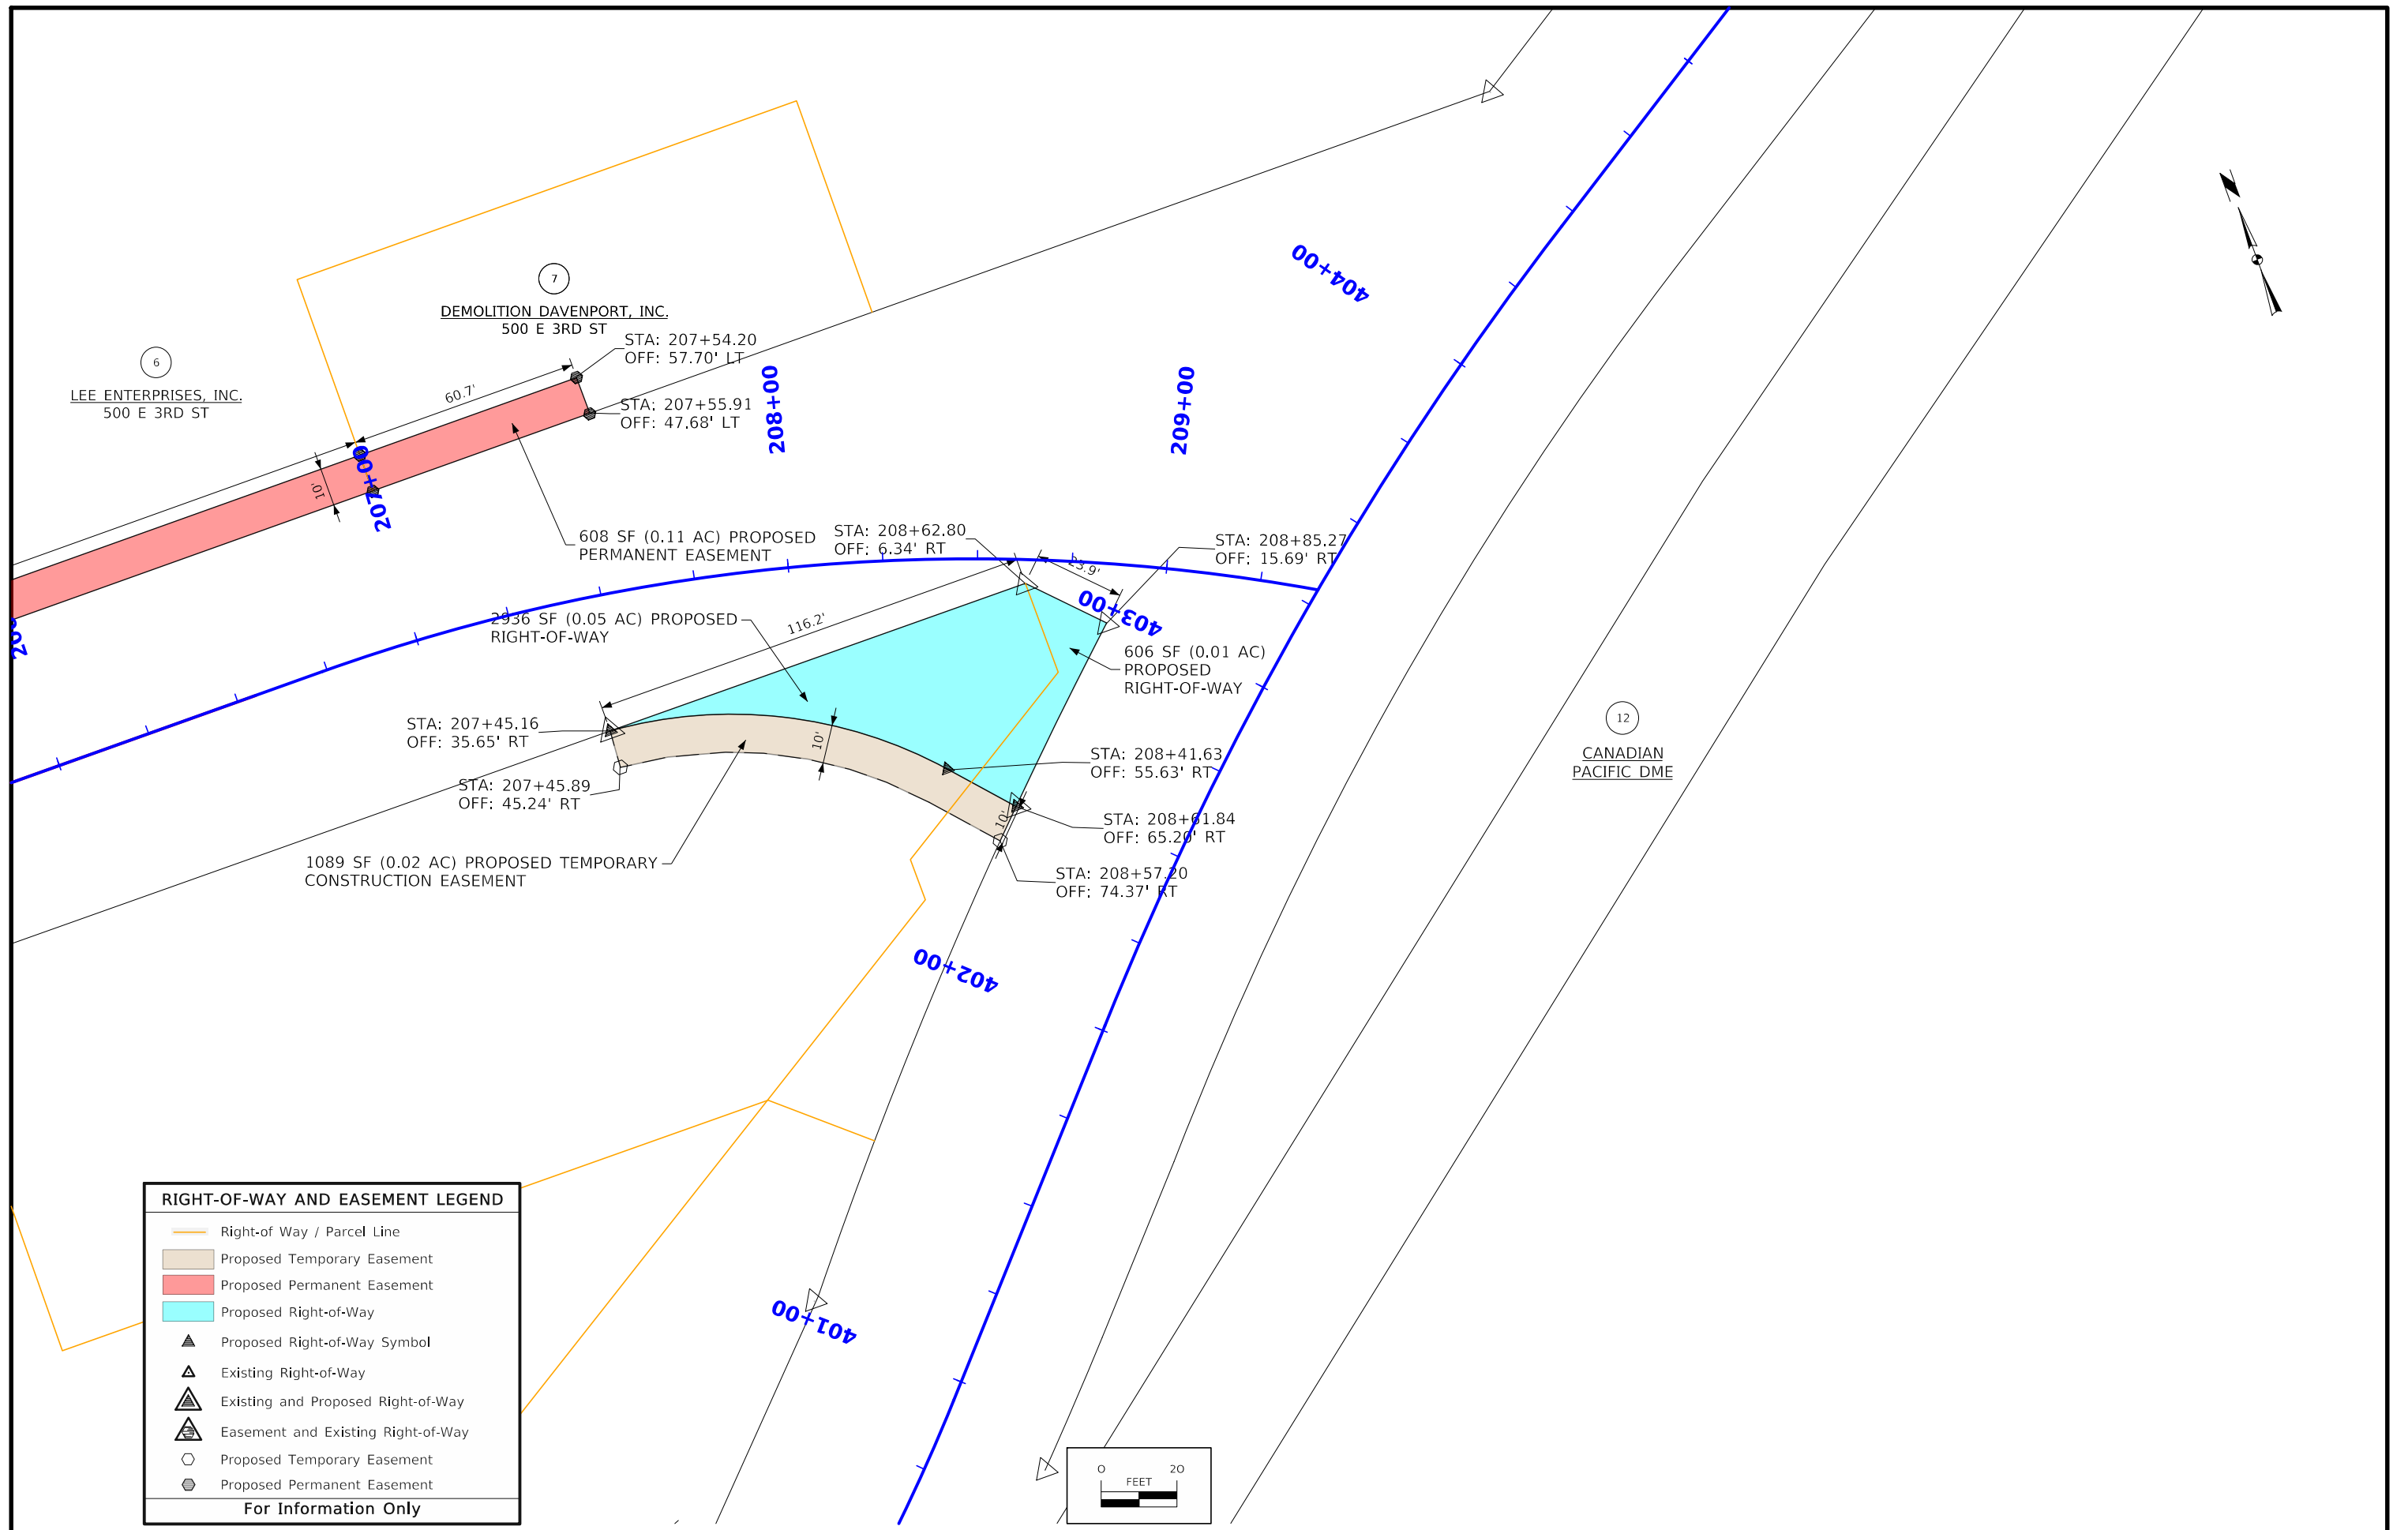 404+00
7
DEMOLITION DAVENPORT, INC.
500 E 3RD ST
6
LEE ENTERPRISES, INC.
500 E 3RD ST
STA: 207+54.20
OFF: 57.70' LT
60.7'
STA: 207+55.91
OFF: 47.68' LT
208+00
209+00
207+00
10'
608 SF (0.11 AC) PROPOSED
PERMANENT EASEMENT
STA: 208+62.80
OFF: 6.34' RT
STA: 208+85.27
OFF: 15.69' RT
23.9'
403+00
2936 SF (0.05 AC) PROPOSED
RIGHT-OF-WAY
116.2'
606 SF (0.01 AC)
PROPOSED
RIGHT-OF-WAY
STA: 207+45.16
OFF: 35.65' RT
10'
12
CANADIAN
PACIFIC DME
STA: 208+41.63
OFF: 55.63' RT
STA: 207+45.89
OFF: 45.24' RT
10'
STA: 208+61.84
OFF: 65.20' RT
1089 SF (0.02 AC) PROPOSED TEMPORARY
CONSTRUCTION EASEMENT
STA: 208+57.20
OFF: 74.37' RT
402+00
401+00
RIGHT-OF-WAY AND EASEMENT LEGEND
Right-of Way / Parcel Line
Proposed Temporary Easement
Proposed Permanent Easement
Proposed Right-of-Way
Proposed Right-of-Way Symbol
Existing Right-of-Way
Existing and Proposed Right-of-Way
Easement and Existing Right-of-Way
Proposed Temporary Easement
Proposed Permanent Easement
For Information Only
0 20
FEET